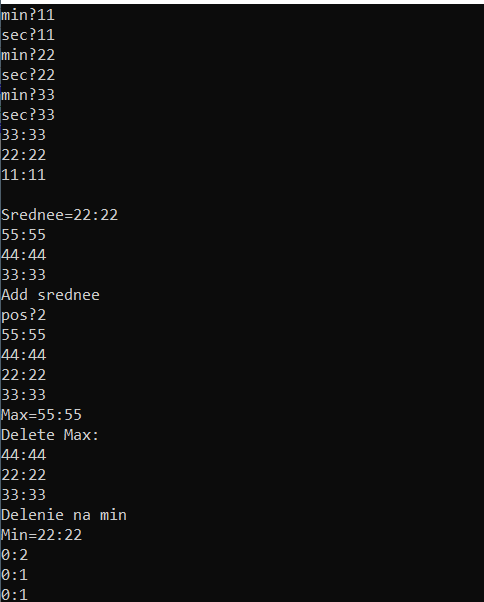 min?11
sec?11
min?22
sec?22
min?33
sec?33
33:33
22:22
11:11
Srednee=22:22
55:55
44:44
33:33
Add srednee
pos?2
55:55
44:44
22:22
33:33
Max=55:55
Delete Max:
44:44
22:22
33:33
Delenie na min
Min=22:22
0:2
0:1
0:1